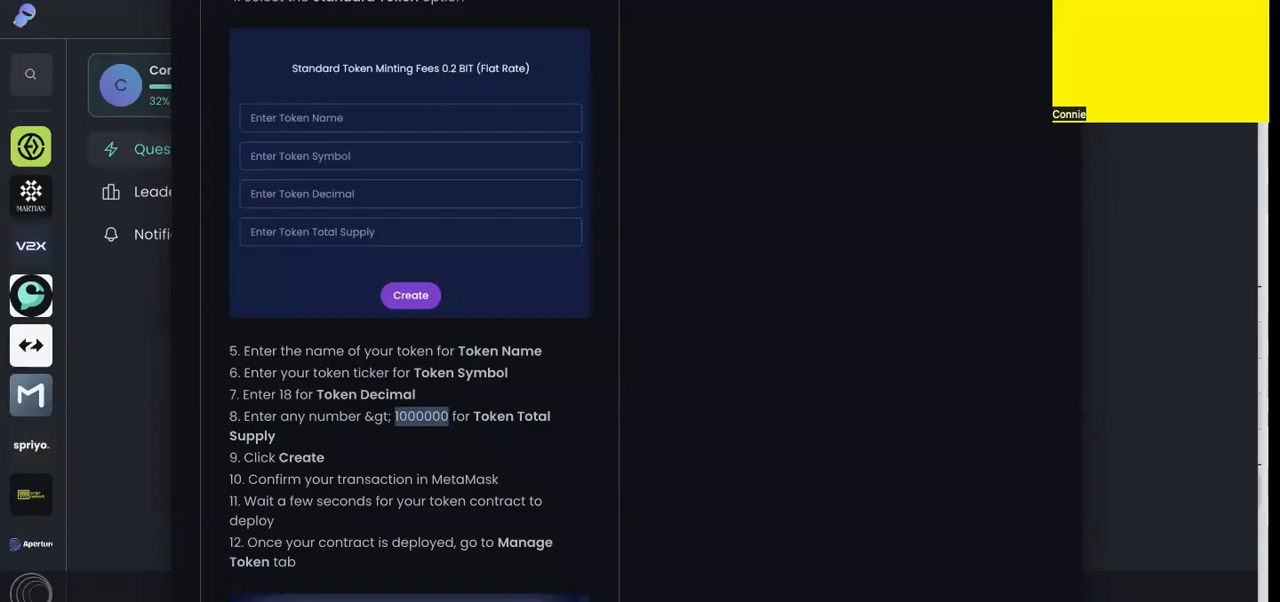 Standard Token Minting Fees 0.2 BIT (Flat Rate)
Connie
C
Con
32%
Enter Token Name
Ques
Enter Token Symbol
MARTIAN
Leade
Enter Token Decimal
V2X
Notifi
Enter Token Total Supply
Create
5. Enter the name of your token for Token Name
6. Enter your token ticker for Token Symbol
7. Enter 18 for Token Decimal
8. Enter any number &gt; 1000000 for Token Total
Supply
spriyo.
9. Click Create
10. Confirm your transaction in MetaMask
11. Wait a few seconds for your token contract to
deploy
12. Once your contract is deployed, go to Manage
Token tab
Aperture